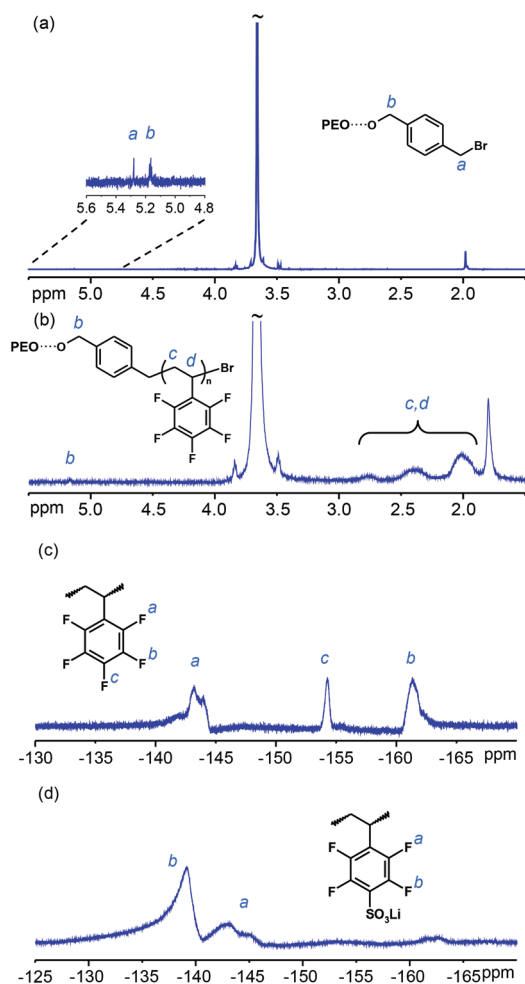 (a)
~
b
PEO
O
Br
a
a b
5.6 5.4 5.2 5.0 4.8
ppm 5.0 4.5 4.0 3.5 3.0 2.5 2.0
(b)
~
b
PEO
O
c
d
Br
n
F F
F F
F
c,d
b
ppm 5.0 4.5 4.0 3.5 3.0 2.5 2.0
(c)
F F a
F F b
c F
a c b
-130 -135 -140 -145 -150 -155 -160 -165 ppm
(d)
b
a
F F a
F F b
SO3Li
-125 -130 -135 -140 -145 -150 -155 -160 -165 ppm